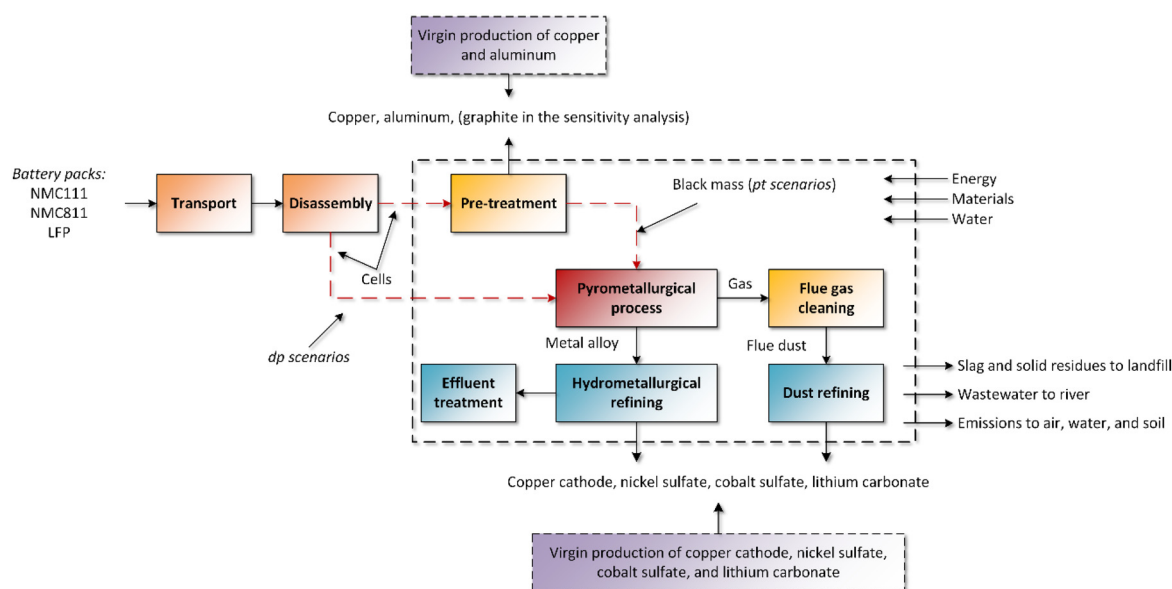 Virgin production of copper
and aluminum
Copper, aluminum, (graphite in the sensitivity analysis)
Battery packs:
NMC111
NMC811
LFP
Transport
Disassembly
Pre-treatment
Black mass (pt scenarios)
Energy
Materials
Water
Cells
Pyrometallurgical
process
Gas
Flue gas
cleaning
dp scenarios
Metal alloy
Flue dust
Effluent
treatment
Hydrometallurgical
refining
Dust refining
Slag and solid residues to landfill
Wastewater to river
Emissions to air, water, and soil
Copper cathode, nickel sulfate, cobalt sulfate, lithium carbonate
Virgin production of copper cathode, nickel sulfate,
cobalt sulfate, and lithium carbonate